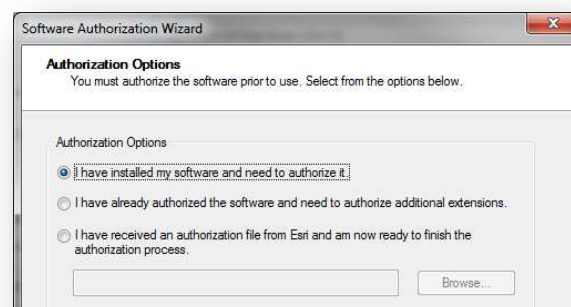 Software Authorization Wizard
Authorization Options
You must authorize the software prior to use. Select from the options below.
Authorization Options
I have installed my software and need to authorize it.
I have already authorized the software and need to authorize additional extensions.
I have received an authorization file from Esri and am now ready to finish the
authorization process.
Browse...